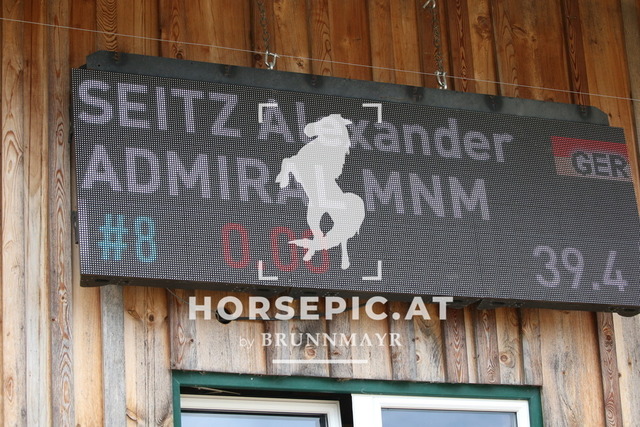 SEITZ Alexander
ADMIRAL MNM
GER
#8
0.00
39.4
HORSEPIC.AT
by BRUNNMAYR